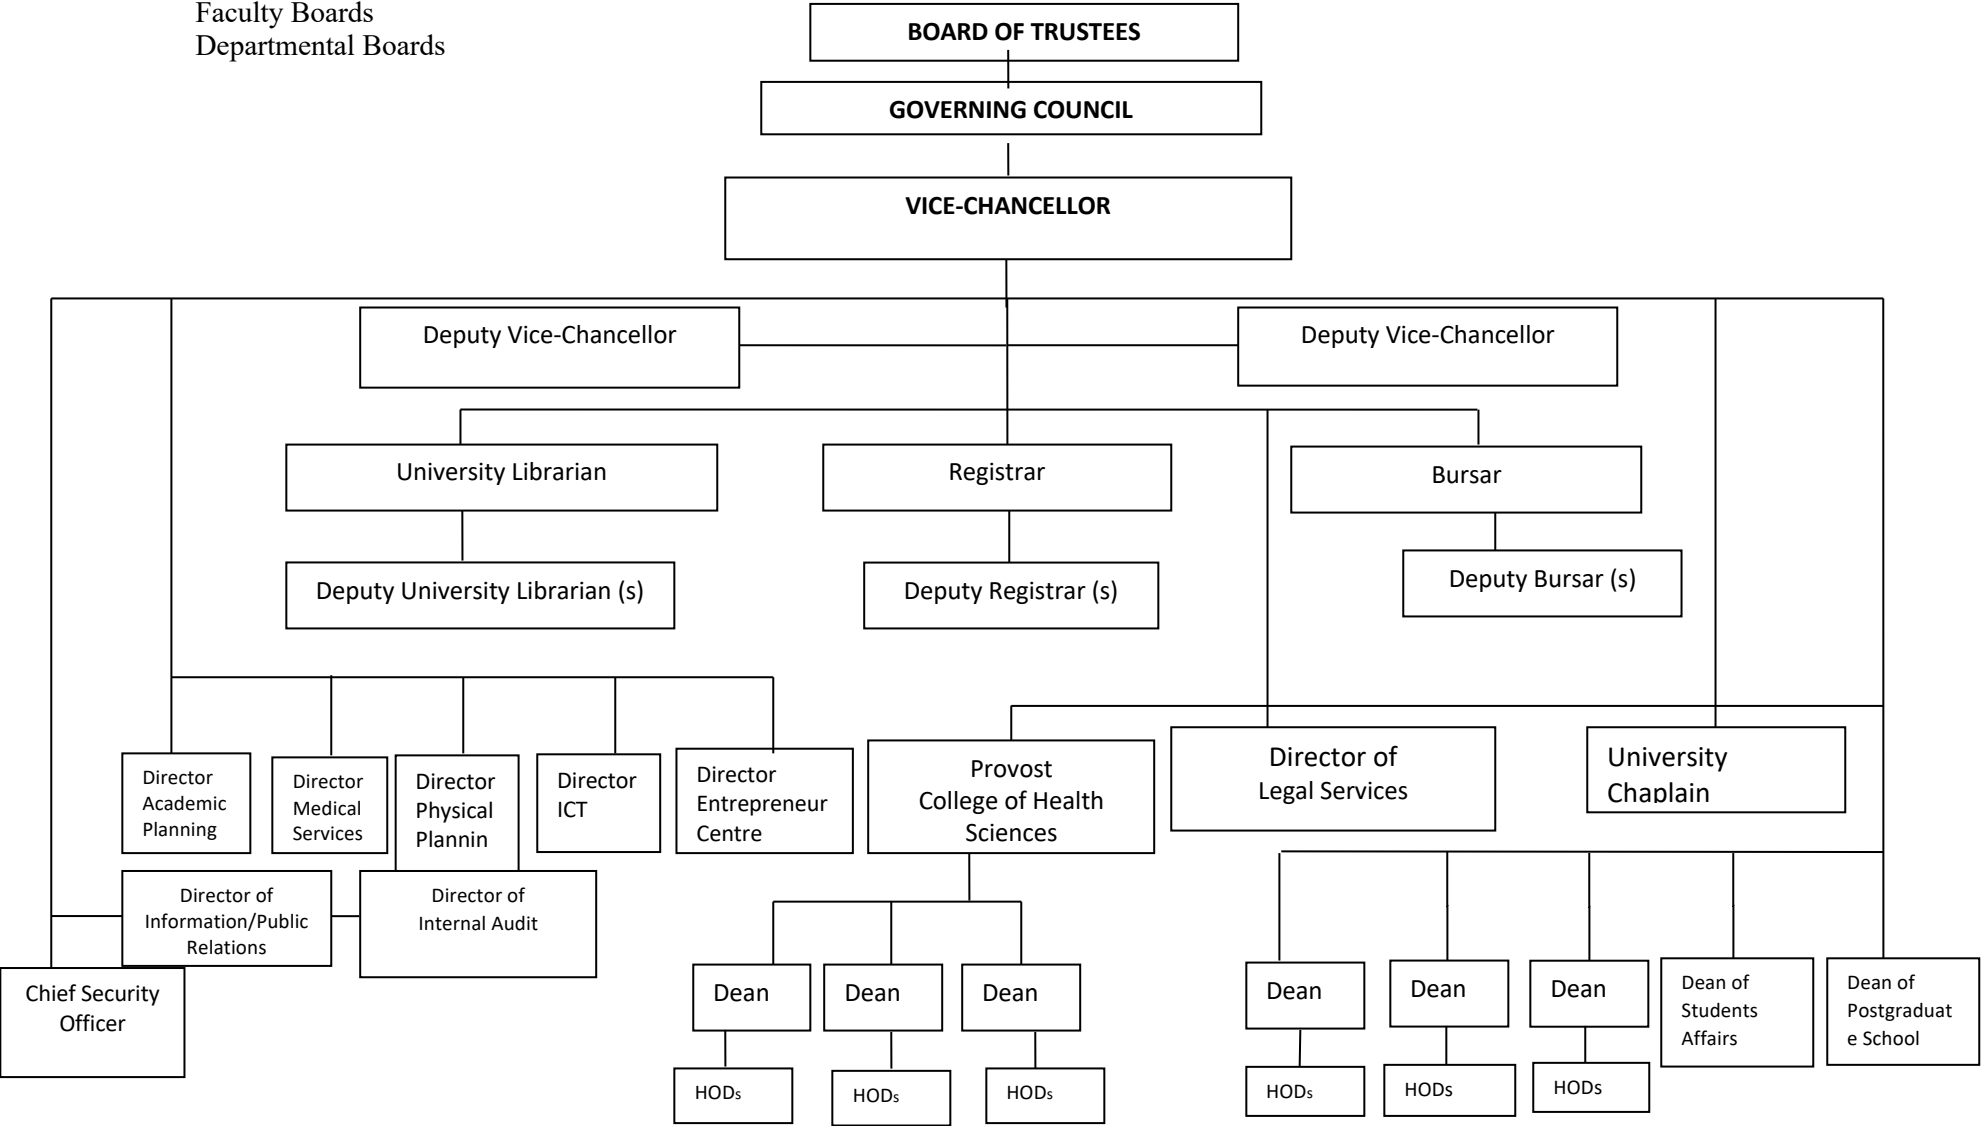 Faculty Boards
Departmental Boards
BOARD OF TRUSTEES
GOVERNING COUNCIL
VICE-CHANCELLOR
Deputy Vice-Chancellor
Deputy Vice-Chancellor
University Librarian
Registrar
Bursar
Deputy University Librarian (s)
Deputy Registrar (s)
Deputy Bursar (s)
Director
Academic
Planning
Director
Medical
Services
Director
Physical
Plannin
Director
ICT
Director
Entrepreneur
Centre
Provost
College of Health
Sciences
Director of
Legal Services
University
Chaplain
Director of
Information/Public
Relations
Director of
Internal Audit
Chief Security
Officer
Dean
Dean
Dean
Dean
Dean
Dean
Dean of
Students
Affairs
Dean of
Postgraduat
e School
HODs
HODs
HODs
HODs
HODs
HODs